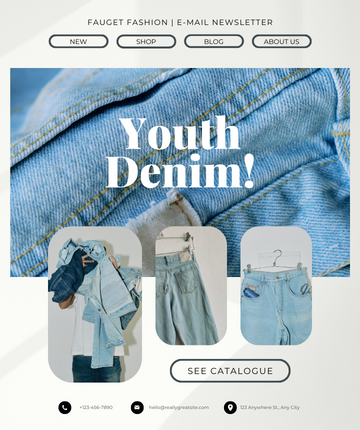 FAUGET FASHION | E-MAIL NEWSLETTER
NEW
SHOP
BLOG
ABOUT US
Youth
Denim!
SEE CATALOGUE
+123-456-7890
hello@reallygreatsite.com
123 Anywhere St., Any City